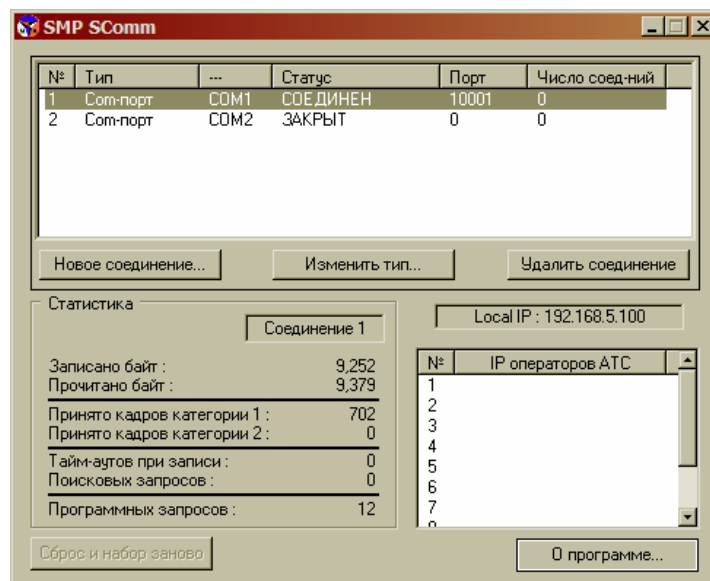 SMP SComm
№ Тип --- Статус Порт Число соед-ний
1 Com-порт COM1 СОЕДИНЕН 10001 0
2 Com-порт COM2 ЗАКРЫТ 0 0
Новое соединение... Изменить тип... Удалить соединение
Статистика
Соединение 1
Записано байт : 9,252
Прочитано байт : 9,379
Принято кадров категории 1 : 702
Принято кадров категории 2 : 0
Тайм-аутов при записи : 0
Поисковых запросов : 0
Программных запросов : 12
Сброс и набор заново
Local IP : 192.168.5.100
№ IP операторов АТС
1
2
3
4
5
6
7
О программе...